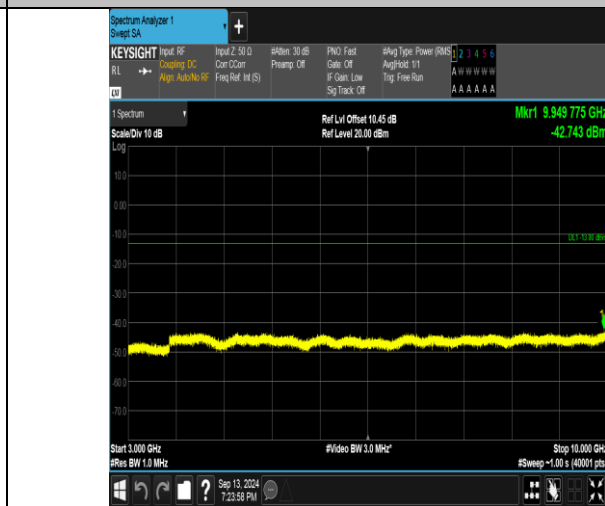 Spectrum Analyzer 1
Swept SA
+
KEYSIGHT
RL
Input: RF
Coupling: DC
Align: Auto/No RF
Input Z: 50 Ω
Corr CCorr
Freq Ref: Int (S)
#Atten: 30 dB
Preamp: Off
PNO: Fast
Gate: Off
IF Gain: Low
Sig Track: Off
#Avg Type: Power (RMS
Avg|Hold: 1/1
Trig: Free Run
1 2 3 4 5 6
A W W W W W
A A A A A A
1 Spectrum
Scale/Div 10 dB
Ref Lvl Offset 10.45 dB
Ref Level 20.00 dBm
Mkr1 9.949 775 GHz
-42.743 dBm
Log
10.0
0.00
-10.0
DL1 -13.00 dBm
-20.0
-30.0
-40.0
-50.0
-60.0
-70.0
Start 3.000 GHz
#Res BW 1.0 MHz
#Video BW 3.0 MHz*
Stop 10.000 GHz
#Sweep ~1.00 s (40001 pts
?
Sep 13, 2024
7:23:58 PM